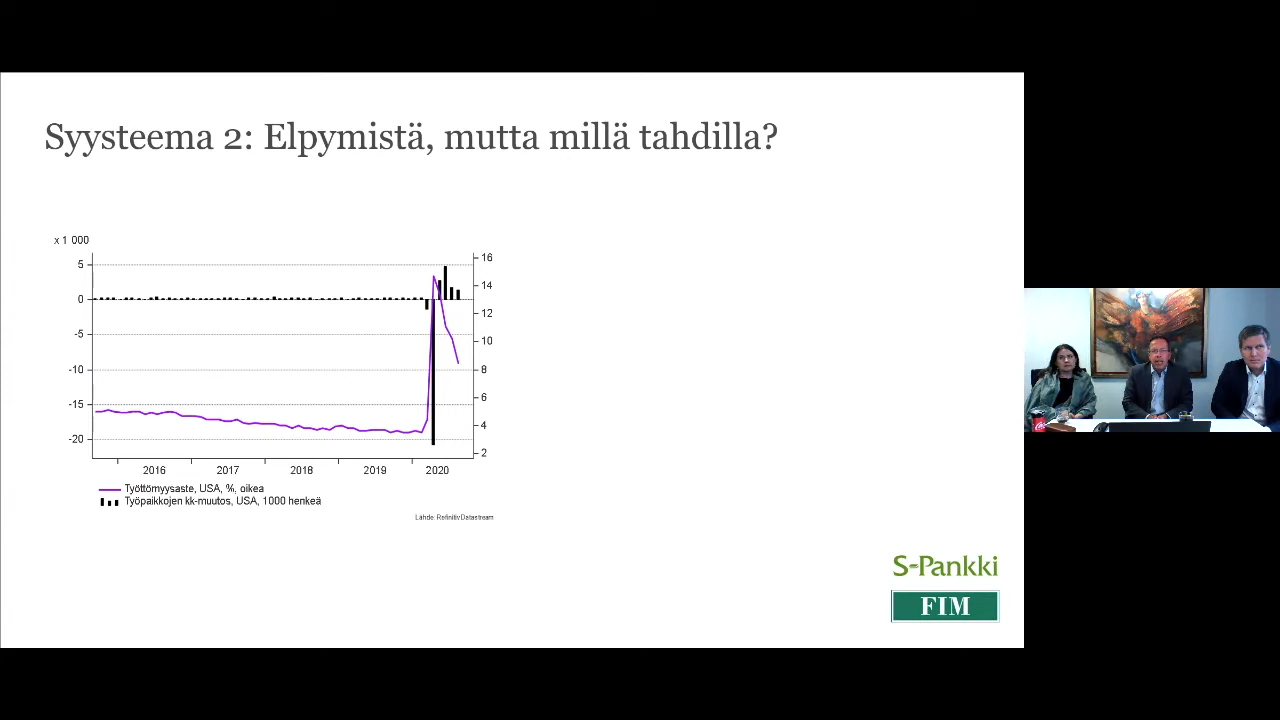 Syysteema 2: Elpymistä, mutta millä tahdilla?
x 1 000
5
0
-5
-10
-15
-20
16
14
12
10
8
6
4
2
2016
2017
2018
2019
2020
Työttömyysaste, USA, %, oikea
Työpaikkojen kk-muutos, USA, 1000 henkeä
Lähde: Refinitiv Datastream
S-Pankki
FIM